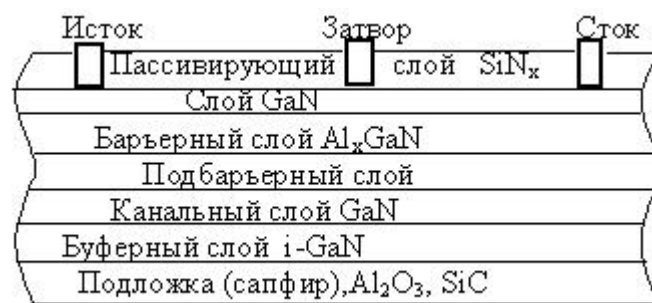 Исток Затвор Сток
Пассивирующий слой SiNₓ
Слой GaN
Барьерный слой AlₓGaN
Подбарьерный слой
Канальный слой GaN
Буферный слой i-GaN
Подложка (сапфир),Al₂O₃, SiC